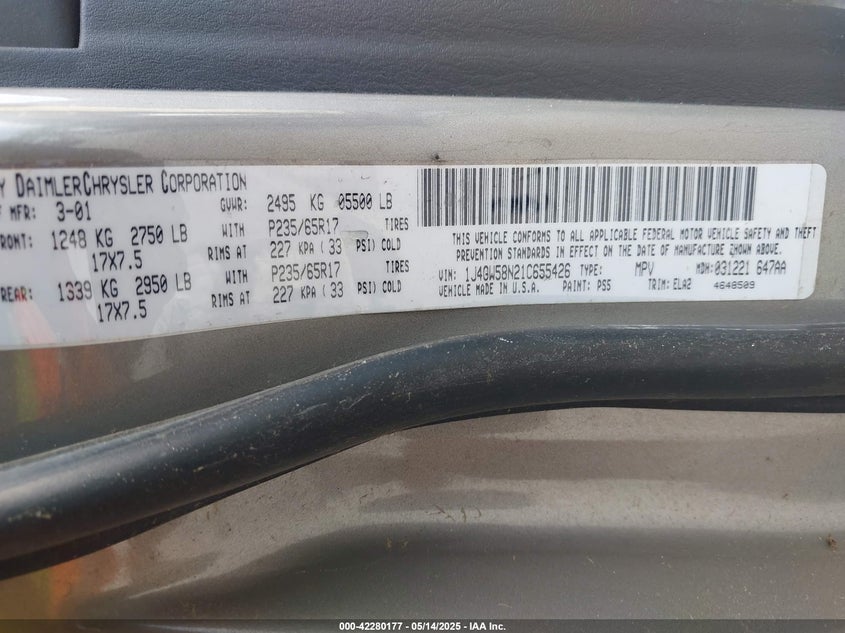 Y DAIMLERCHRYSLER CORPORATION
F MFR: 3-01 GVWR: 2495 KG 05500 LB
FRONT: 1248 KG 2750 LB WITH P235/65R17 TIRES
17X7.5 RIMS AT 227 KPA ( 33 PSI) COLD
REAR: 1339 KG 2950 LB WITH P235/65R17 TIRES
17X7.5 RIMS AT 227 KPA ( 33 PSI) COLD
THIS VEHICLE CONFORMS TO ALL APPLICABLE FEDERAL MOTOR VEHICLE SAFETY AND THEFT
PREVENTION STANDARDS IN EFFECT ON THE DATE OF MANUFACTURE SHOWN ABOVE.
VIN: 1J4GW58N21C655426 TYPE: MPV MDH: 031221 647AA
VEHICLE MADE IN U.S.A. PAINT: PS5 TRIM: ELA2 4648509
000-42280177 - 05/14/2025 - IAA Inc.